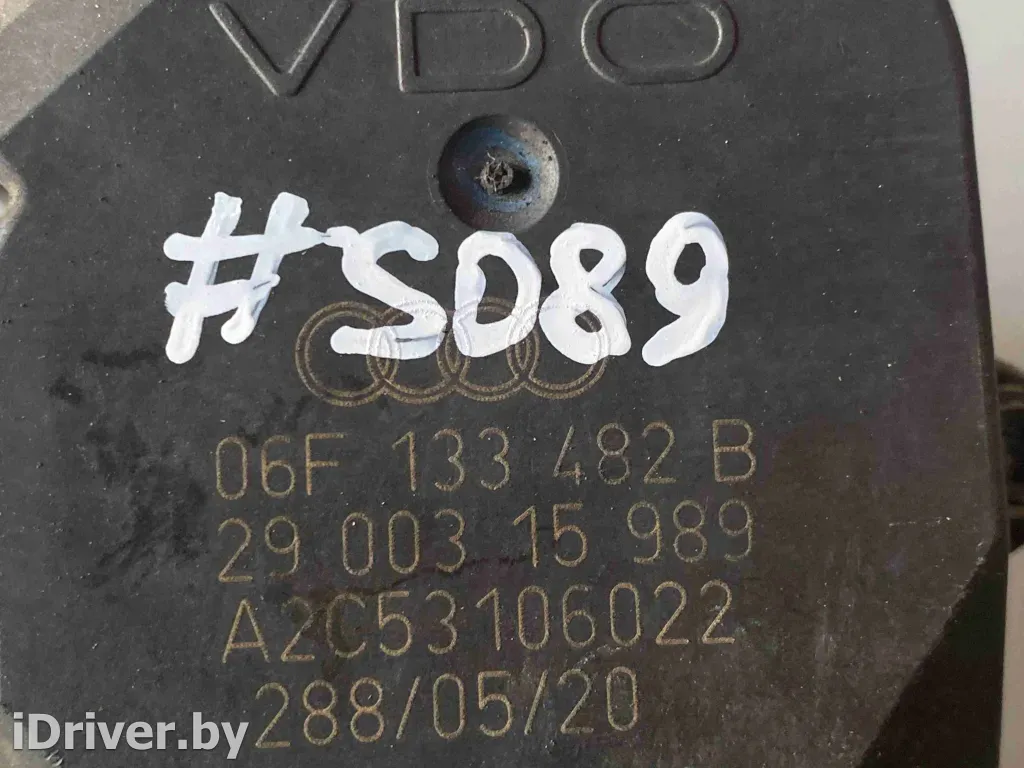 VDO
#SD89
06F 133 482 B
29 003 15 989
A2C53106022
288/05/20
iDriver.by